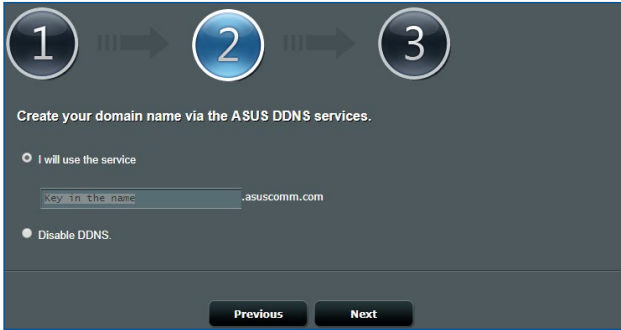 1 2 3
Create your domain name via the ASUS DDNS services.
I will use the service
Key in the name .asuscomm.com
Disable DDNS.
Previous Next